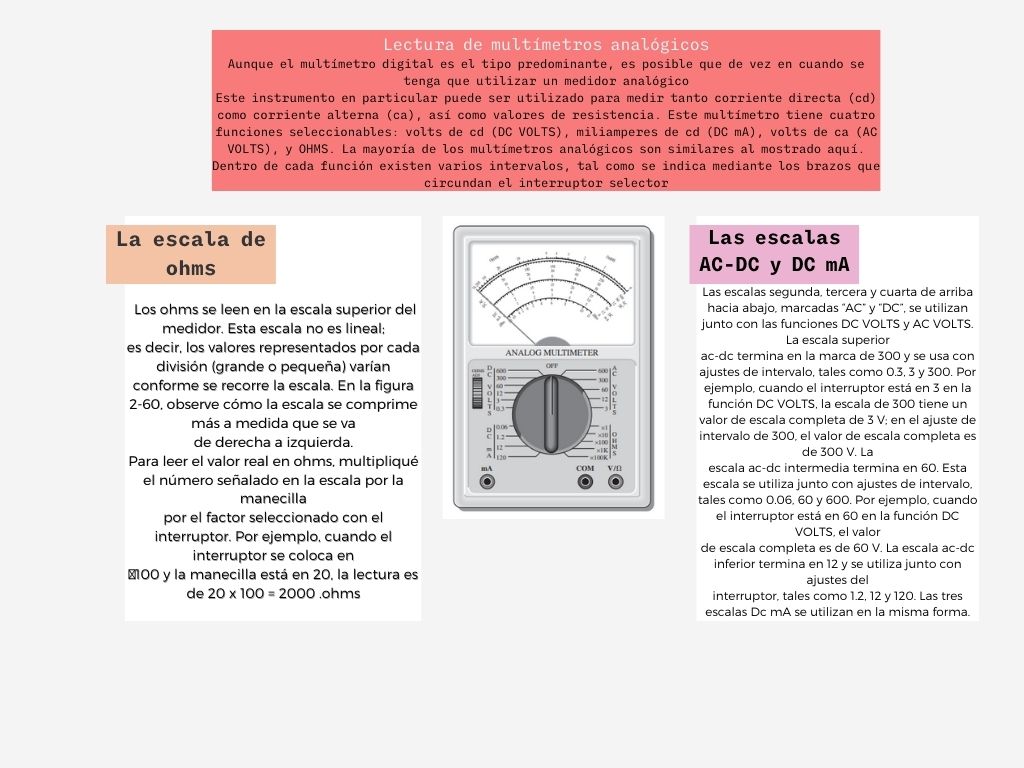 Lectura de multímetros analógicos
Aunque el multímetro digital es el tipo predominante, es posible que de vez en cuando se
tenga que utilizar un medidor analógico
Este instrumento en particular puede ser utilizado para medir tanto corriente directa (cd)
como corriente alterna (ca), así como valores de resistencia. Este multímetro tiene cuatro
funciones seleccionables: volts de cd (DC VOLTS), miliamperes de cd (DC mA), volts de ca (AC
VOLTS), y OHMS. La mayoría de los multímetros analógicos son similares al mostrado aquí.
Dentro de cada función existen varios intervalos, tal como se indica mediante los brazos que
circundan el interruptor selector
La escala de
ohms
Los ohms se leen en la escala superior del
medidor. Esta escala no es lineal;
es decir, los valores representados por cada
división (grande o pequeña) varían
conforme se recorre la escala. En la figura
2-60, observe cómo la escala se comprime
más a medida que se va
de derecha a izquierda.
Para leer el valor real en ohms, multipliqué
el número señalado en la escala por la
manecilla
por el factor seleccionado con el
interruptor. Por ejemplo, cuando el
interruptor se coloca en
100 y la manecilla está en 20, la lectura es
de 20 x 100 = 2000 .ohms
ANALOG MULTIMETER
OFF
OHMS
ADJ
DC VOLTS
600
300
60
12
3
0.3
AC VOLTS
600
300
60
12
3
DC mA
0.06
1.2
12
120
OHMS
×1
×10
×100
×1K
×100K
mA
COM
V/Ω
Las escalas
AC-DC y DC mA
Las escalas segunda, tercera y cuarta de arriba
hacia abajo, marcadas “AC” y “DC”, se utilizan
junto con las funciones DC VOLTS y AC VOLTS.
La escala superior
ac-dc termina en la marca de 300 y se usa con
ajustes de intervalo, tales como 0.3, 3 y 300. Por
ejemplo, cuando el interruptor está en 3 en la
función DC VOLTS, la escala de 300 tiene un
valor de escala completa de 3 V; en el ajuste de
intervalo de 300, el valor de escala completa es
de 300 V. La
escala ac-dc intermedia termina en 60. Esta
escala se utiliza junto con ajustes de intervalo,
tales como 0.06, 60 y 600. Por ejemplo, cuando
el interruptor está en 60 en la función DC
VOLTS, el valor
de escala completa es de 60 V. La escala ac-dc
inferior termina en 12 y se utiliza junto con
ajustes del
interruptor, tales como 1.2, 12 y 120. Las tres
escalas Dc mA se utilizan en la misma forma.